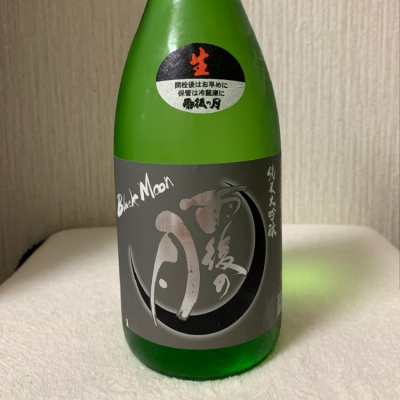 生
開栓後はお早めに
保管は冷蔵庫に
雨後の月
Black Moon
雨後の月
純米大吟醸